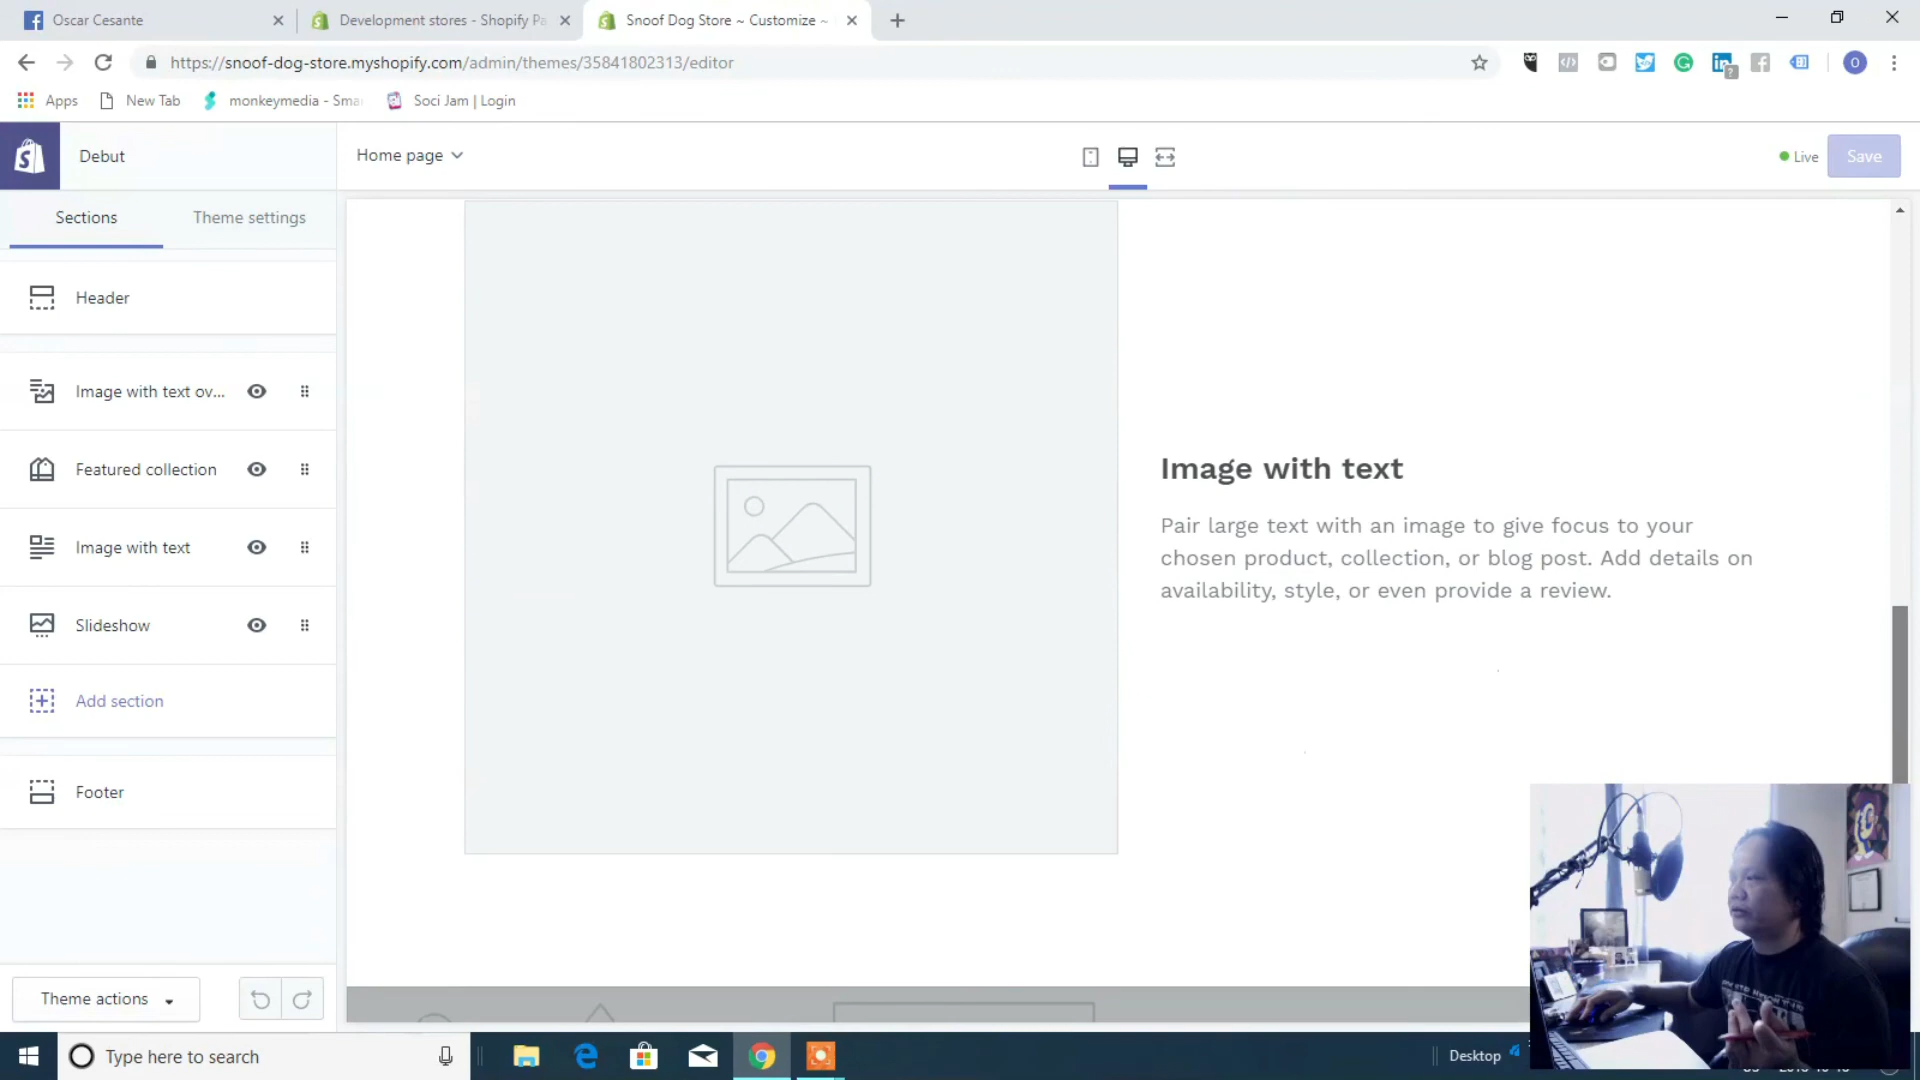 Oscar Cesante
Development stores - Shopify Pa
Snoof Dog Store ~ Customize ~
https://snoof-dog-store.myshopify.com/admin/themes/35841802313/editor
O
Apps
New Tab
monkeymedia - Smar
Soci Jam | Login
Debut
Home page
Live
Save
Sections
Theme settings
Header
Image with text ov...
Featured collection
Image with text
Slideshow
Add section
Footer
Image with text
Pair large text with an image to give focus to your
chosen product, collection, or blog post. Add details on
availability, style, or even provide a review.
Theme actions
Type here to search
Desktop